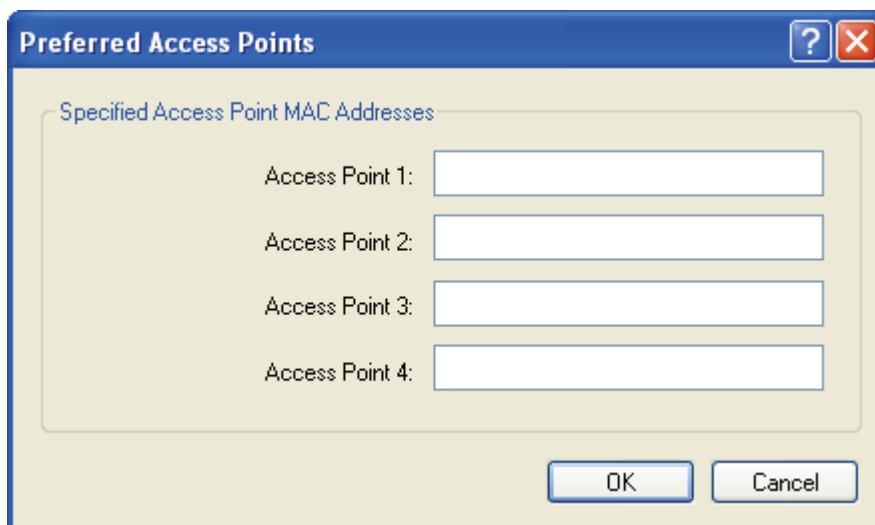 Preferred Access Points
?
Specified Access Point MAC Addresses
Access Point 1:
Access Point 2:
Access Point 3:
Access Point 4:
OK
Cancel